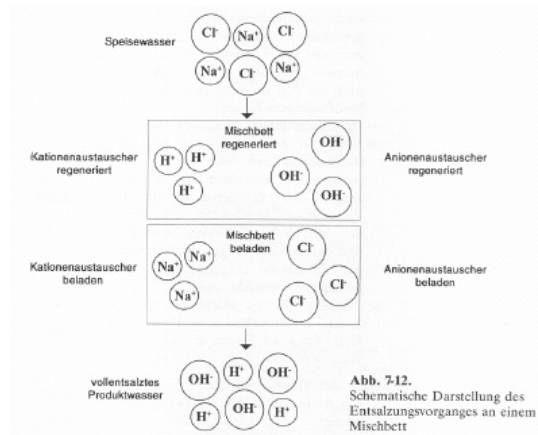 Speisewasser
Cl- Na+ Cl-
Na+ Cl- Na+
Mischbett
regeneriert
Kationenaustauscher
regeneriert
H+ H+
H+
OH-
OH-
OH-
Anionenaustauscher
regeneriert
Mischbett
beladen
Kationenaustauscher
beladen
Na+ Na+
Na+
Cl-
Cl-
Cl-
Anionenaustauscher
beladen
vollentsalztes
Produktwasser
OH- H+ OH-
H+ OH- H+
Abb. 7-12.
Schematische Darstellung des
Entsalzungsvorganges an einem
Mischbett